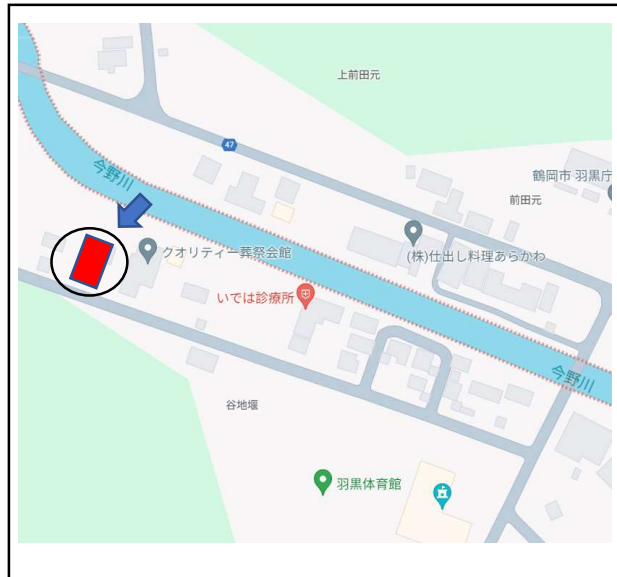 上前田元
47
今野川
鶴岡市 羽黒庁
前田元
クオリティー葬祭会館
(株)仕出し料理あらかわ
いでは診療所
今野川
谷地堰
羽黒体育館